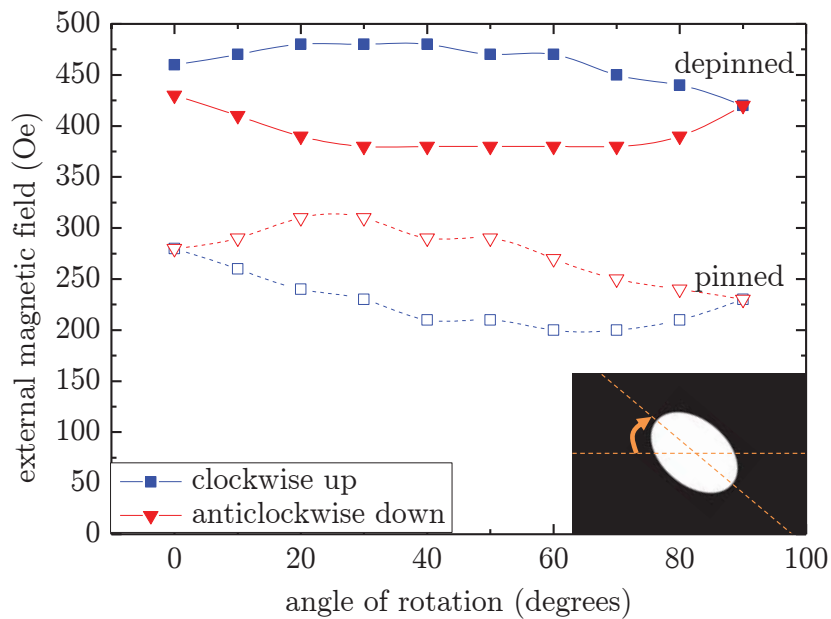 500
450
400
350
300
250
200
150
100
50
0
external magnetic field (Oe)
depinned
pinned
clockwise up
anticlockwise down
0
20
40
60
80
100
angle of rotation (degrees)